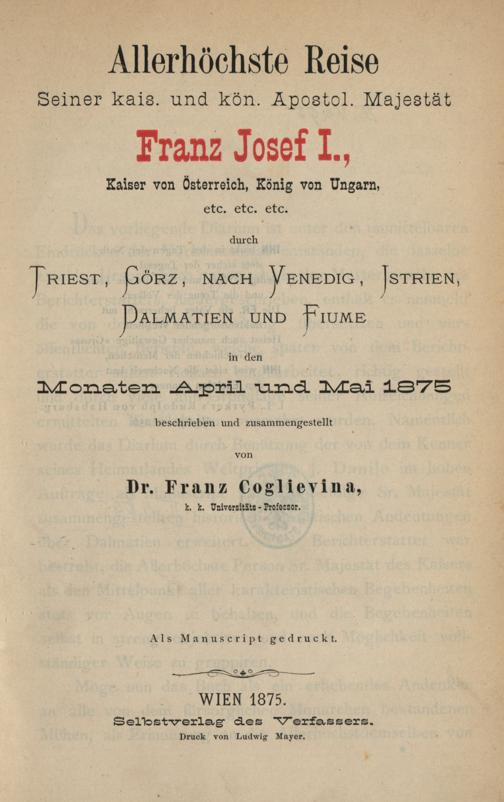 Allerhöchste Reise
Seiner kais. und kön. Apostol. Majestät
Franz Josef I.,
Kaiser von Österreich, König von Ungarn,
etc. etc. etc.
durch
Triest, Görz, nach Venedig, Istrien,
Dalmatien und Fiume
in den
Monaten April und Mai 1875
beschrieben und zusammengestellt
von
Dr. Franz Coglievina,
k. k. Universitäts-Professor.
Als Manuscript gedruckt.
WIEN 1875.
Selbstverlag des Verfassers.
Druck von Ludwig Mayer.